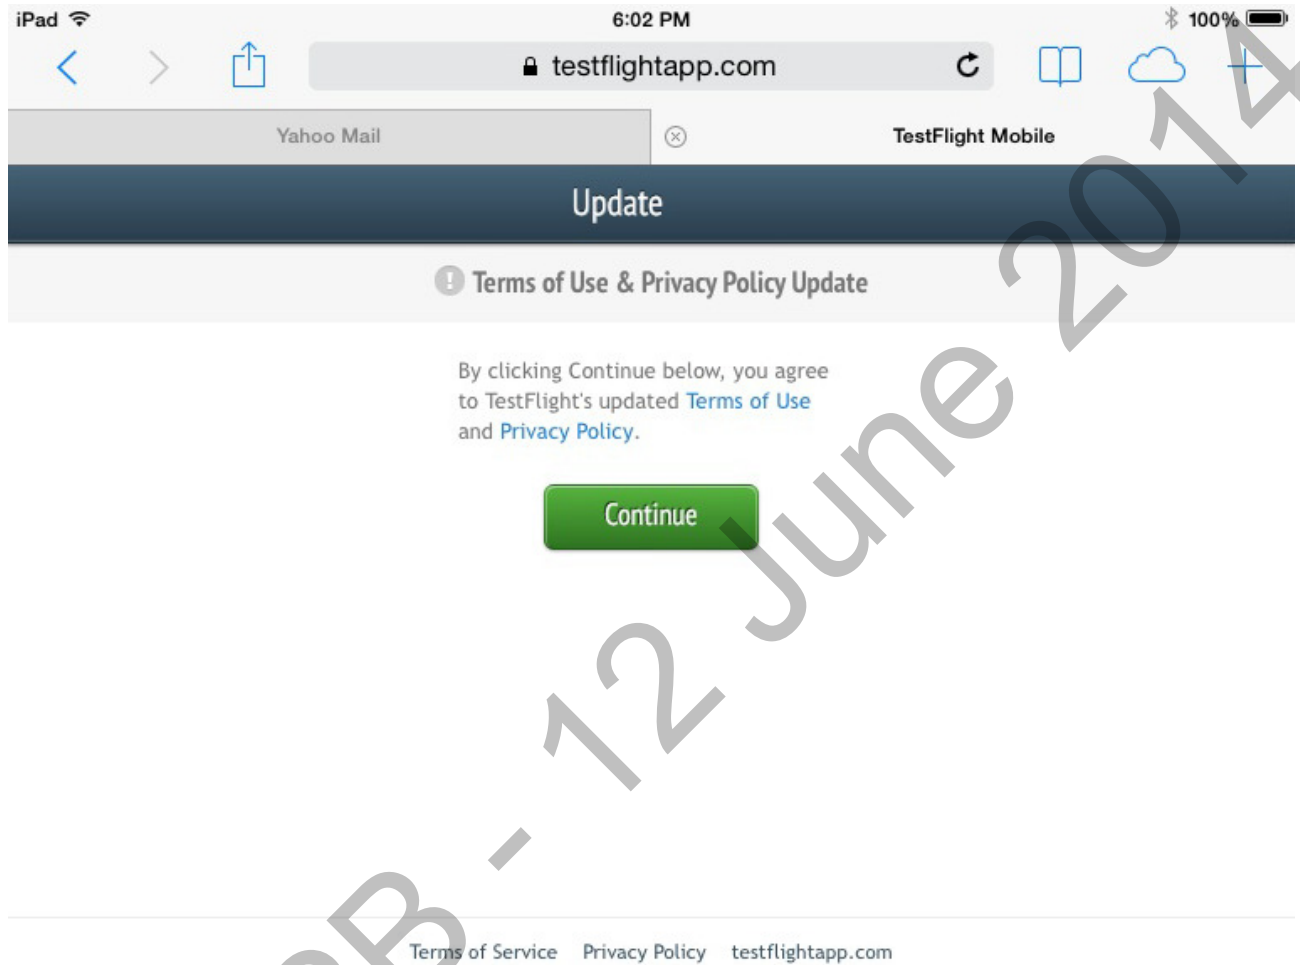 iPad 6:02 PM 100%
testflightapp.com
Yahoo Mail TestFlight Mobile
Update
Terms of Use & Privacy Policy Update
By clicking Continue below, you agree
to TestFlight's updated Terms of Use
and Privacy Policy.
Continue
Terms of Service Privacy Policy testflightapp.com
- 12 June 2014